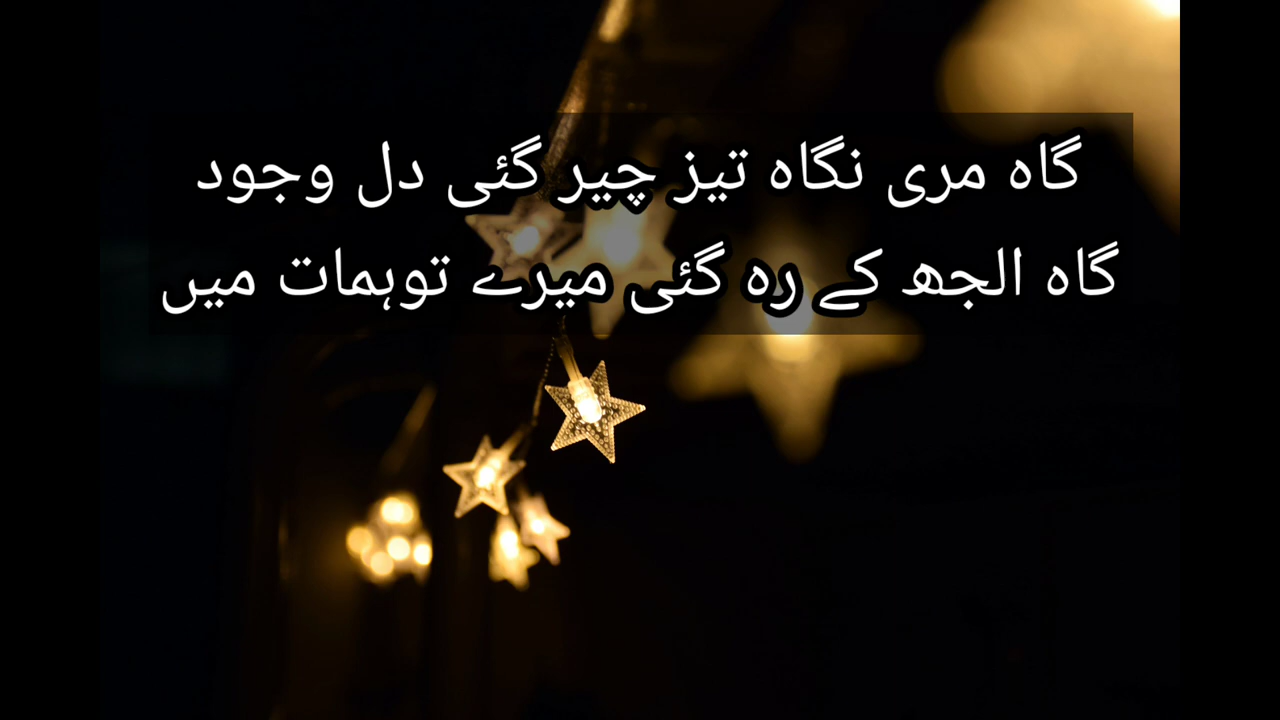 گاہ مری نگاہ تیز چیر گئی دل وجود
گاہ الجھ کے رہ گئی میرے توہمات میں